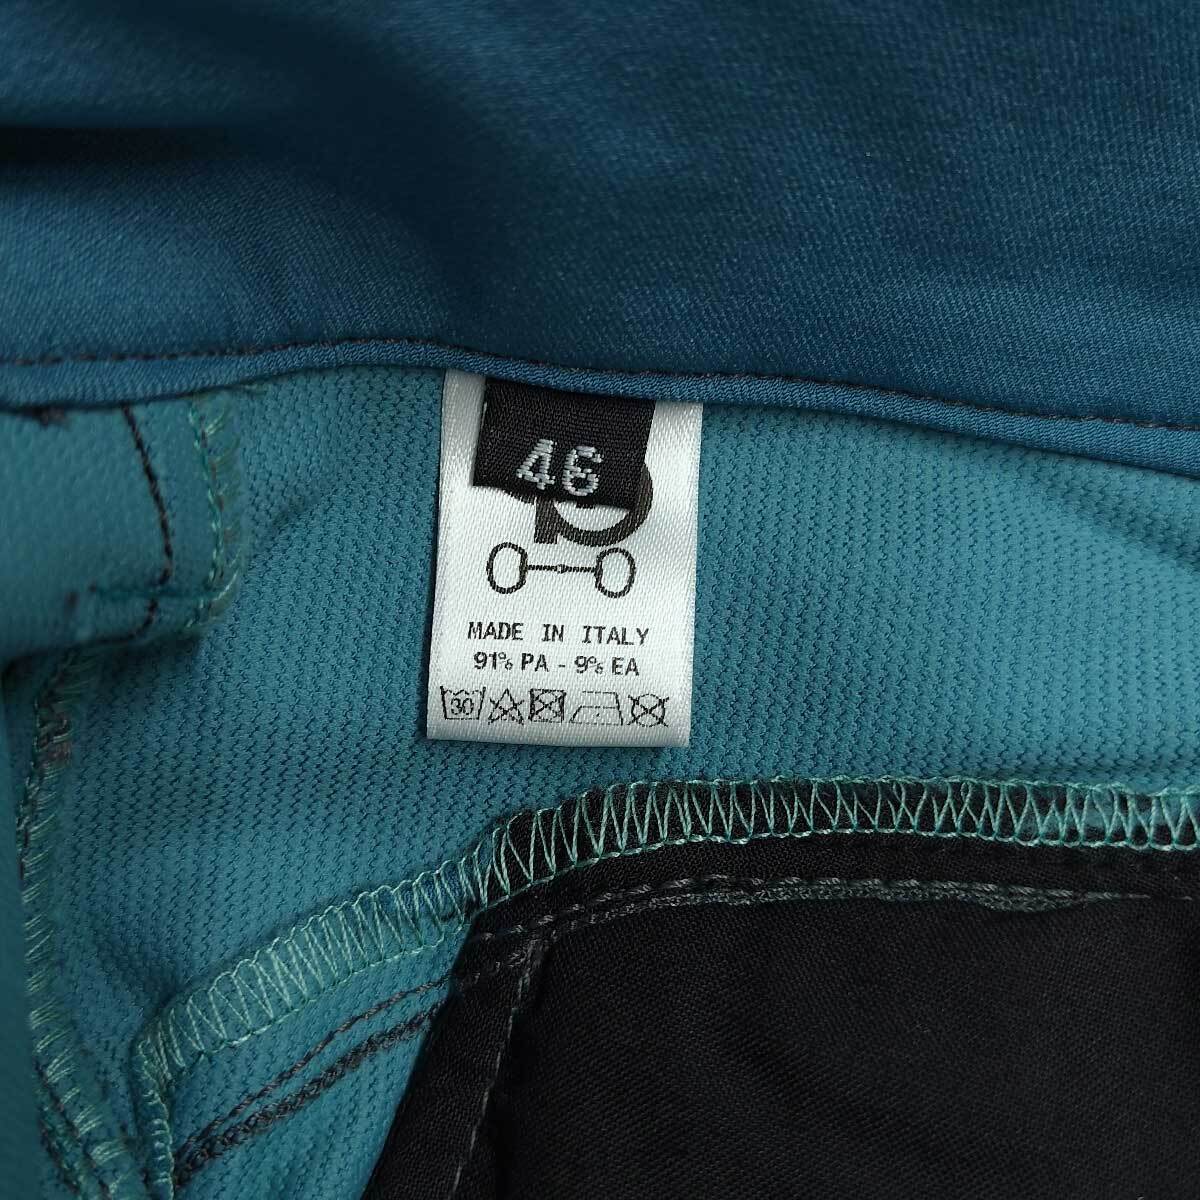 46
MADE IN ITALY
91% PA - 9% EA
30